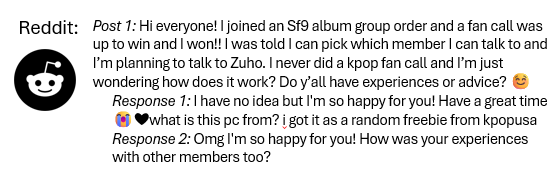 Reddit:
Post 1: Hi everyone! I joined an Sf9 album group order and a fan call was
up to win and I won!! I was told I can pick which member I can talk to and
I'm planning to talk to Zuho. I never did a kpop fan call and I'm just
wondering how does it work? Do y'all have experiences or advice? 😊
Response 1: I have no idea but I'm so happy for you! Have a great time
😭🖤what is this pc from? i got it as a random freebie from kpopusa
Response 2: Omg I'm so happy for you! How was your experiences
with other members too?